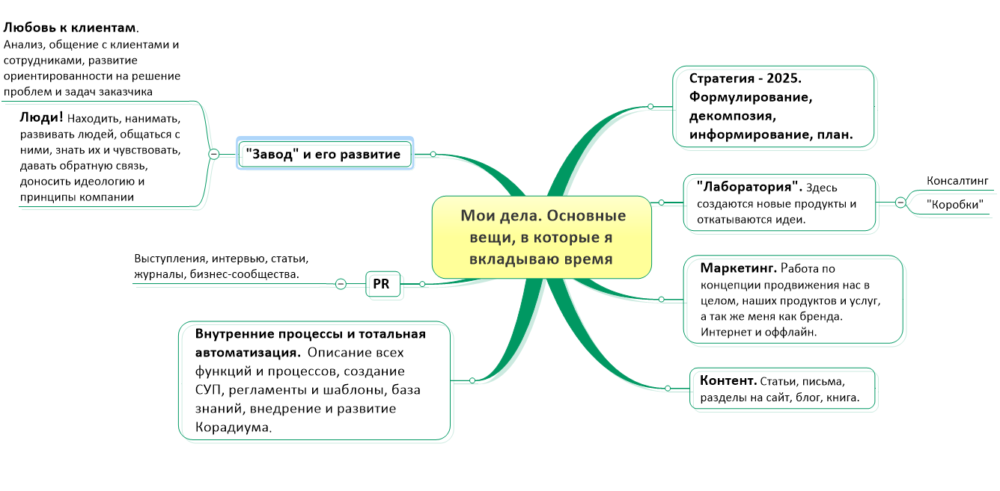 Любовь к клиентам.
Анализ, общение с клиентами и
сотрудниками, развитие
ориентированности на решение
проблем и задач заказчика
Люди! Находить, нанимать,
развивать людей, общаться с
ними, знать их и чувствовать,
давать обратную связь,
доносить идеологию и
принципы компании
"Завод" и его развитие
Выступления, интервью, статьи,
журналы, бизнес-сообщества.
PR
Внутренние процессы и тотальная
автоматизация. Описание всех
функций и процессов, создание
СУП, регламенты и шаблоны, база
знаний, внедрение и развитие
Корадиума.
Мои дела. Основные
вещи, в которые я
вкладываю время
Стратегия - 2025.
Формулирование,
декомпозия,
информирование, план.
"Лаборатория". Здесь
создаются новые продукты и
откатываются идеи.
Консалтинг
"Коробки"
Маркетинг. Работа по
концепции продвижения нас в
целом, наших продуктов и услуг,
а так же меня как бренда.
Интернет и оффлайн.
Контент. Статьи, письма,
разделы на сайт, блог, книга.